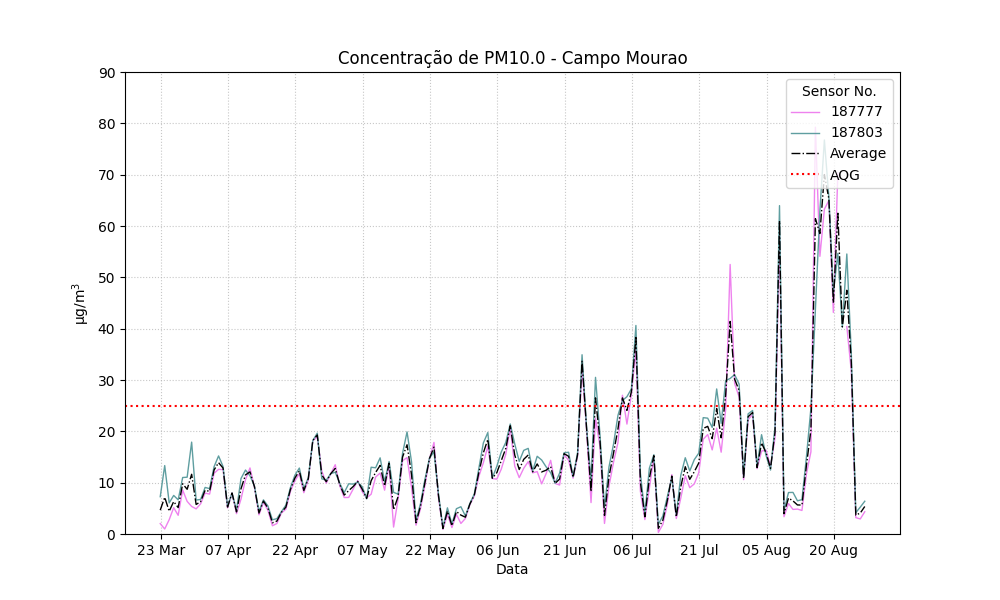 Concentração de PM10.0 - Campo Mourao
90
80
70
60
50
40
30
20
10
0
µg/m³
Sensor No.
187777
187803
Average
AQG
23 Mar 07 Apr 22 Apr 07 May 22 May 06 Jun 21 Jun 06 Jul 21 Jul 05 Aug 20 Aug
Data